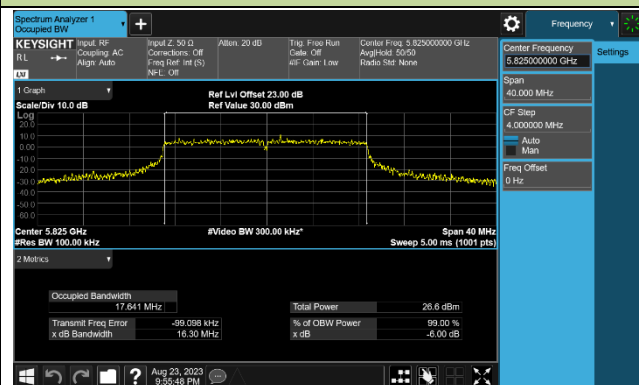 Spectrum Analyzer 1
Occupied BW
+
Frequency
KEYSIGHT
RL
LXI
Input: RF
Coupling: AC
Align: Auto
Input Z: 50 Ω
Corrections: Off
Freq Ref: Int (S)
NFE: Off
Atten: 20 dB
Trig: Free Run
Gate: Off
#IF Gain: Low
Center Freq: 5.825000000 GHz
Avg|Hold: 50/50
Radio Std: None
Center Frequency
5.825000000 GHz
Settings
Span
40.000 MHz
CF Step
4.000000 MHz
Auto
Man
Freq Offset
0 Hz
1 Graph
Scale/Div 10.0 dB
Ref Lvl Offset 23.00 dB
Ref Value 30.00 dBm
Log
20.0
10.0
0.00
-10.0
-20.0
-30.0
-40.0
-50.0
-60.0
Center 5.825 GHz
#Res BW 100.00 kHz
#Video BW 300.00 kHz*
Span 40 MHz
Sweep 5.00 ms (1001 pts)
2 Metrics
Occupied Bandwidth
17.641 MHz
Total Power 26.6 dBm
Transmit Freq Error -99.098 kHz
% of OBW Power 99.00 %
x dB Bandwidth 16.30 MHz
x dB -6.00 dB
?
Aug 23, 2023
9:55:48 PM